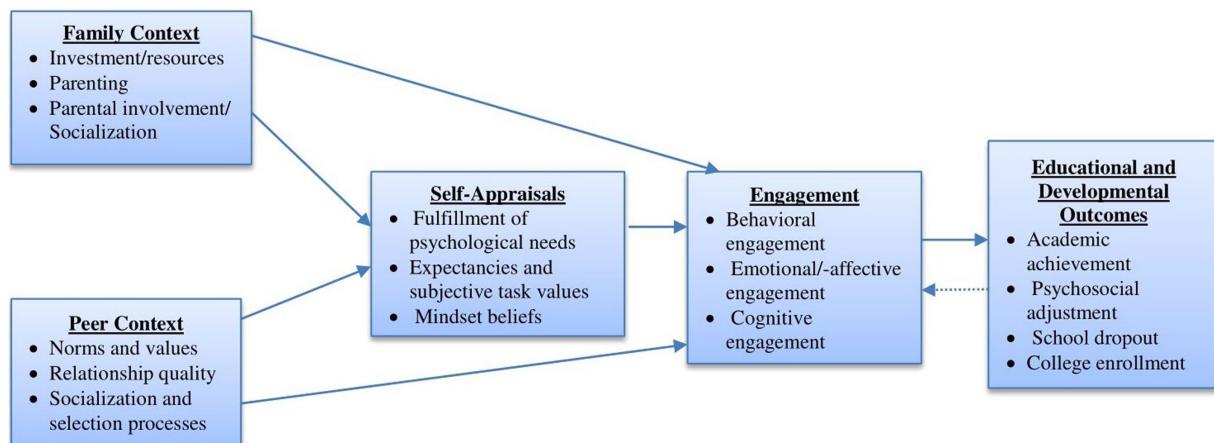 Family Context
• Investment/resources
• Parenting
• Parental involvement/
Socialization
Peer Context
• Norms and values
• Relationship quality
• Socialization and
selection processes
Self-Appraisals
• Fulfillment of
psychological needs
• Expectancies and
subjective task values
• Mindset beliefs
Engagement
• Behavioral
engagement
• Emotional/-affective
engagement
• Cognitive
engagement
Educational and
Developmental
Outcomes
• Academic
achievement
• Psychosocial
adjustment
• School dropout
• College enrollment